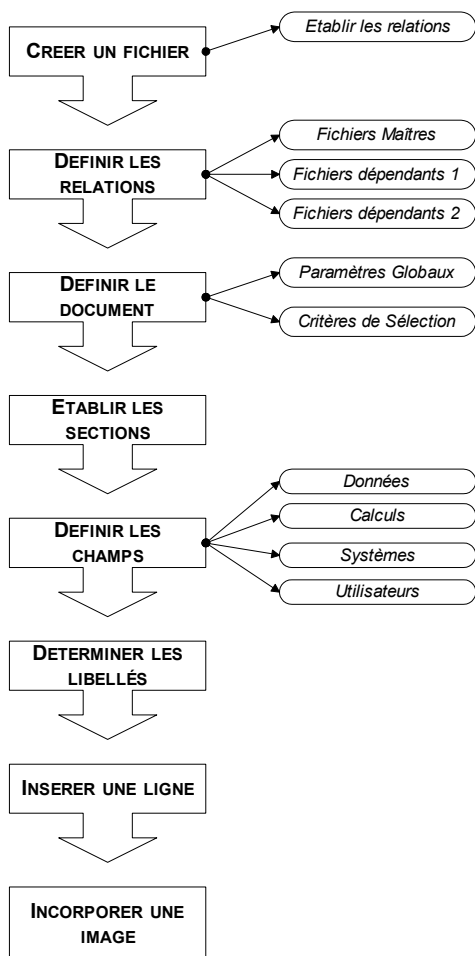 CREER UN FICHIER
Etablir les relations
DEFINIR LES
RELATIONS
Fichiers Maîtres
Fichiers dépendants 1
Fichiers dépendants 2
DEFINIR LE
DOCUMENT
Paramètres Globaux
Critères de Sélection
ETABLIR LES
SECTIONS
DEFINIR LES
CHAMPS
Données
Calculs
Systèmes
Utilisateurs
DETERMINER LES
LIBELLÉS
INSERER UNE LIGNE
INCORPORER UNE
IMAGE